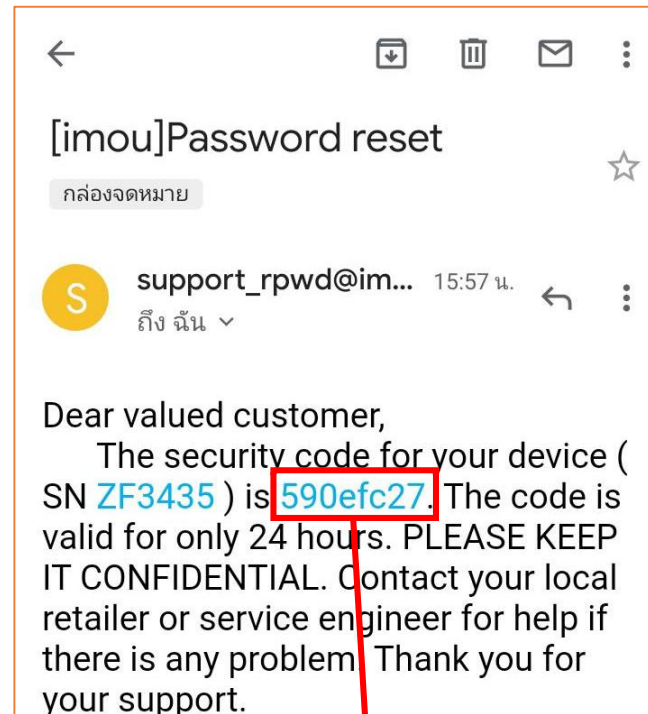 [imou]Password reset
กล่องจดหมาย
S
support_rpwd@im... 15:57 น.
ถึง ฉัน
Dear valued customer,
The security code for your device (
SN ZF3435 ) is 590efc27. The code is
valid for only 24 hours. PLEASE KEEP
IT CONFIDENTIAL. Contact your local
retailer or service engineer for help if
there is any problem. Thank you for
your support.